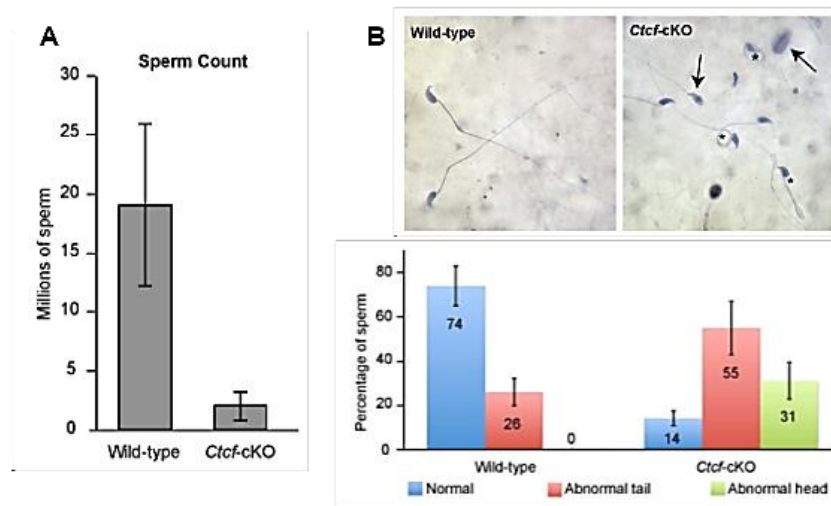 A
Sperm Count
Millions of sperm
30
25
20
15
10
5
0
Wild-type
Ctcf-cKO
B
Wild-type
Ctcf-cKO
*
*
*
Percentage of sperm
80
60
40
20
0
74
26
0
14
55
31
Wild-type
Ctcf-cKO
Normal
Abnormal tail
Abnormal head